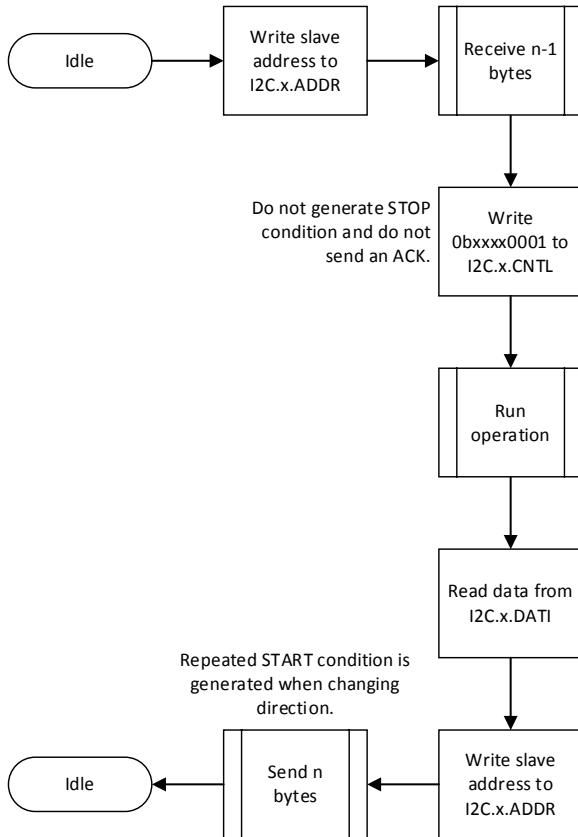 Idle
Write slave
address to
I2C.x.ADDR
Receive n-1
bytes
Do not generate STOP
condition and do not
send an ACK.
Write
0bxxxx0001 to
I2C.x.CNTL
Run
operation
Read data from
I2C.x.DATI
Repeated START condition is
generated when changing
direction.
Idle
Send n
bytes
Write slave
address to
I2C.x.ADDR